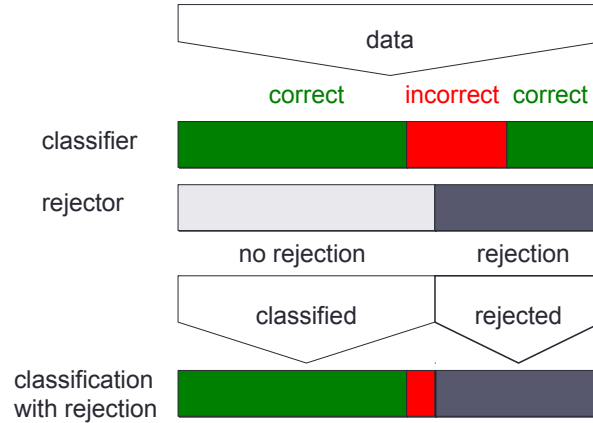 data
correct incorrect correct
classifier
rejector
no rejection rejection
classified rejected
classification
with rejection